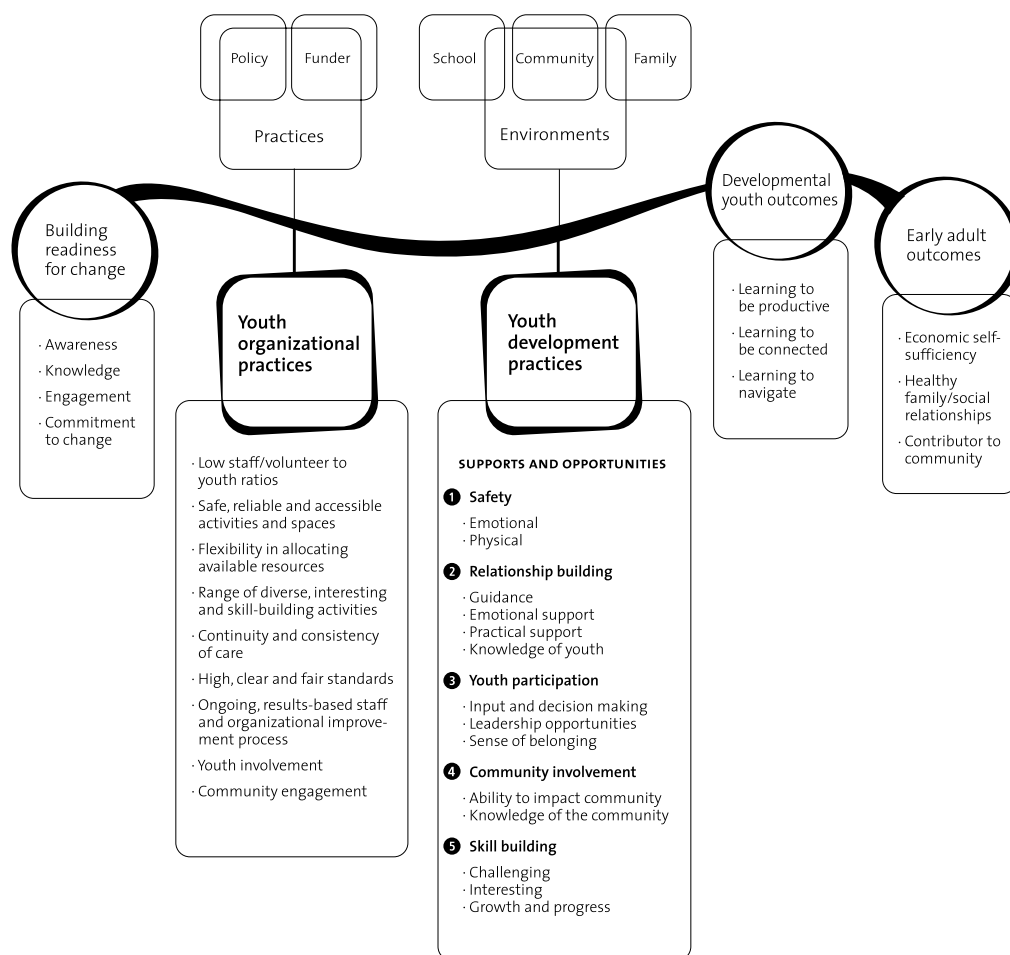 Policy
Funder
Practices
School
Community
Family
Environments
Building
readiness
for change
· Awareness
· Knowledge
· Engagement
· Commitment
to change
Youth
organizational
practices
· Low staff/volunteer to
youth ratios
· Safe, reliable and accessible
activities and spaces
· Flexibility in allocating
available resources
· Range of diverse, interesting
and skill-building activities
· Continuity and consistency
of care
· High, clear and fair standards
· Ongoing, results-based staff
and organizational improve-
ment process
· Youth involvement
· Community engagement
Youth
development
practices
SUPPORTS AND OPPORTUNITIES
1 Safety
· Emotional
· Physical
2 Relationship building
· Guidance
· Emotional support
· Practical support
· Knowledge of youth
3 Youth participation
· Input and decision making
· Leadership opportunities
· Sense of belonging
4 Community involvement
· Ability to impact community
· Knowledge of the community
5 Skill building
· Challenging
· Interesting
· Growth and progress
Developmental
youth outcomes
· Learning to
be productive
· Learning to
be connected
· Learning to
navigate
Early adult
outcomes
· Economic self-
sufficiency
· Healthy
family/social
relationships
· Contributor to
community